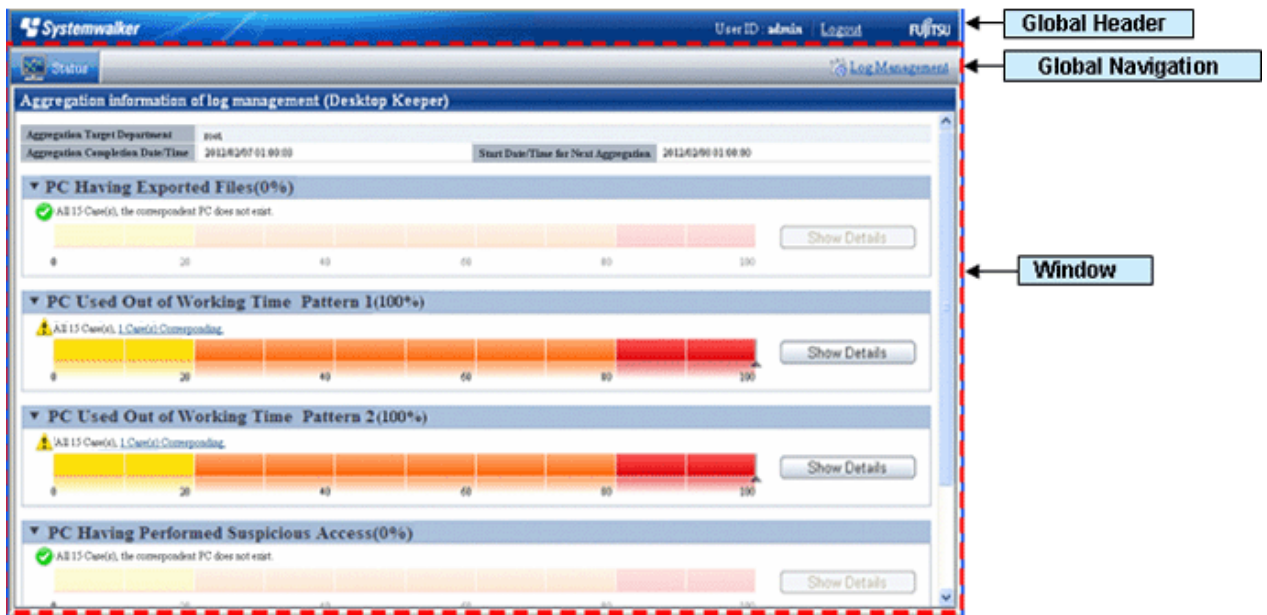 Systemwalker
User ID : admin Logout FUJITSU
Global Header
Status
Log Management
Global Navigation
Aggregation information of log management (Desktop Keeper)
Aggregation Target Department root
Aggregation Completion Date/Time 2012/02/07 01:00:03 Start Date/Time for Next Aggregation 2012/02/08 01:00:00
▼ PC Having Exported Files(0%)
All 15 Case(s), the correspondent PC does not exist.
Show Details
0 20 40 60 80 100
Window
▼ PC Used Out of Working Time Pattern 1(100%)
All 15 Case(s), 1 Case(s) Corresponding.
Show Details
0 20 40 60 80 100
▼ PC Used Out of Working Time Pattern 2(100%)
All 15 Case(s), 1 Case(s) Corresponding.
Show Details
0 20 40 60 80 100
▼ PC Having Performed Suspicious Access(0%)
All 15 Case(s), the correspondent PC does not exist.
Show Details